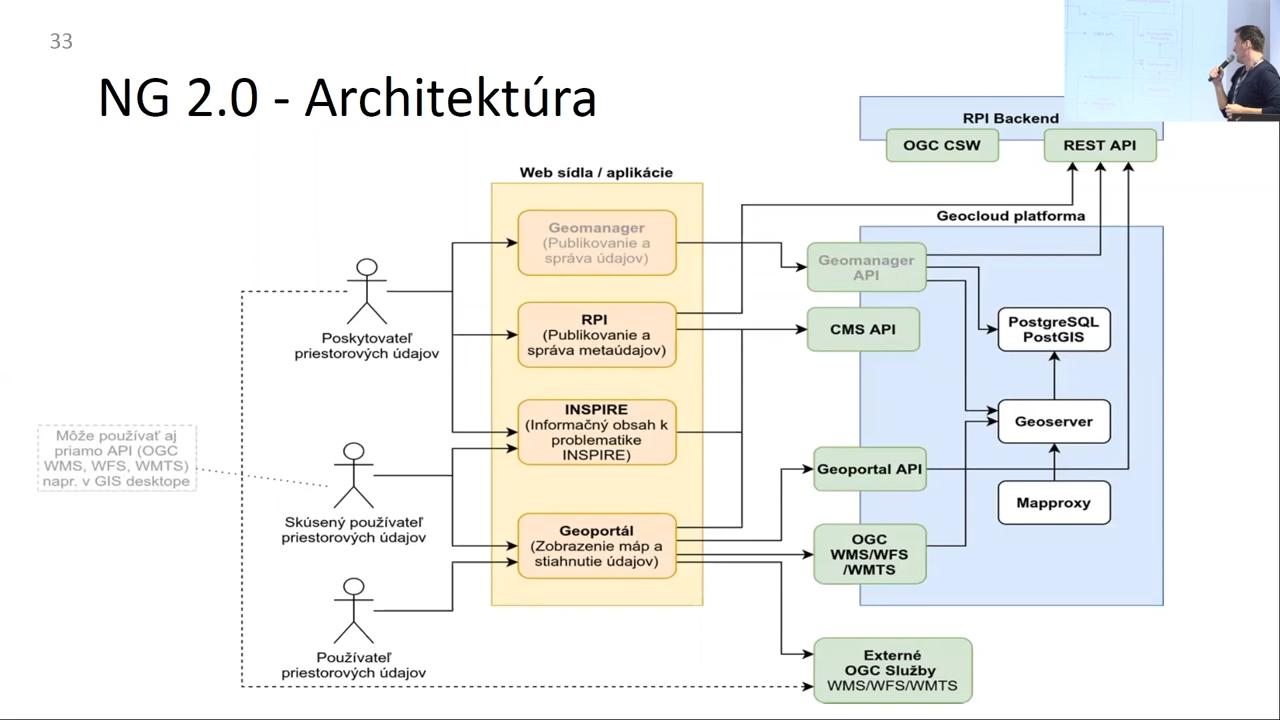 33
NG 2.0 - Architektúra
RPI Backend
OGC CSW
REST API
Web sídla / aplikácie
Geocloud platforma
Geomanager
(Publikovanie a
správa údajov)
Geomanager
API
RPI
(Publikovanie a
správa metaúdajov)
CMS API
PostgreSQL
PostGIS
Poskytovateľ
priestorových údajov
INSPIRE
(Informačný obsah k
problematike
INSPIRE)
Geoserver
Môže používať aj
priamo API (OGC
WMS, WFS, WMTS)
napr. v GIS desktope
Geoportal API
Mapproxy
Skúsený používateľ
priestorových údajov
Geoportál
(Zobrazenie máp a
stiahnutie údajov)
OGC
WMS/WFS
/WMTS
Používateľ
priestorových údajov
Externé
OGC Služby
WMS/WFS/WMTS